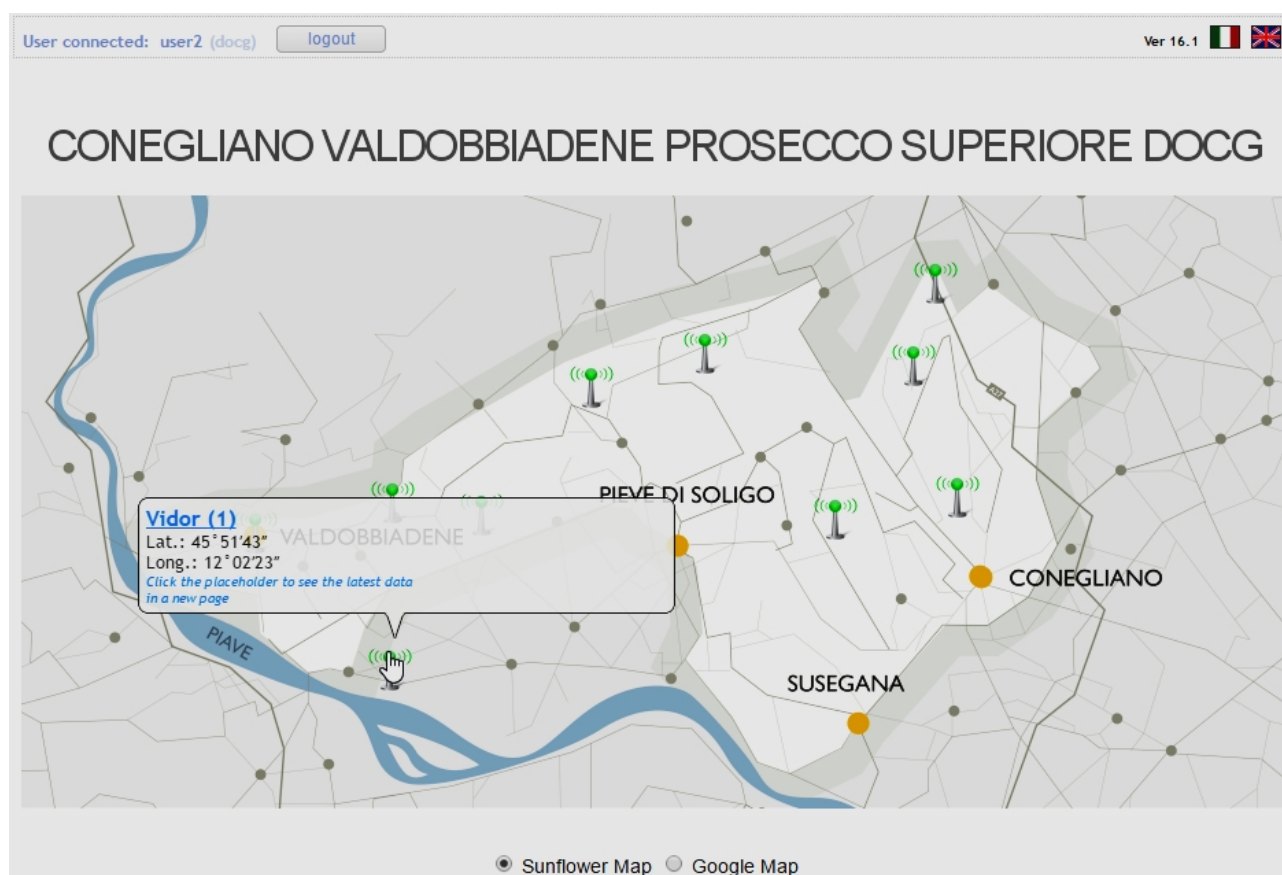 User connected: user2 (docg) logout Ver 16.1
CONEGLIANO VALDOBBIADENE PROSECCO SUPERIORE DOCG
A27
PIEVE DI SOLIGO
Vidor (1)
VALDOBBIADENE
Lat.: 45°51'43"
Long.: 12°02'23"
Click the placeholder to see the latest data
in a new page
CONEGLIANO
PIAVE
SUSEGANA
Sunflower Map Google Map